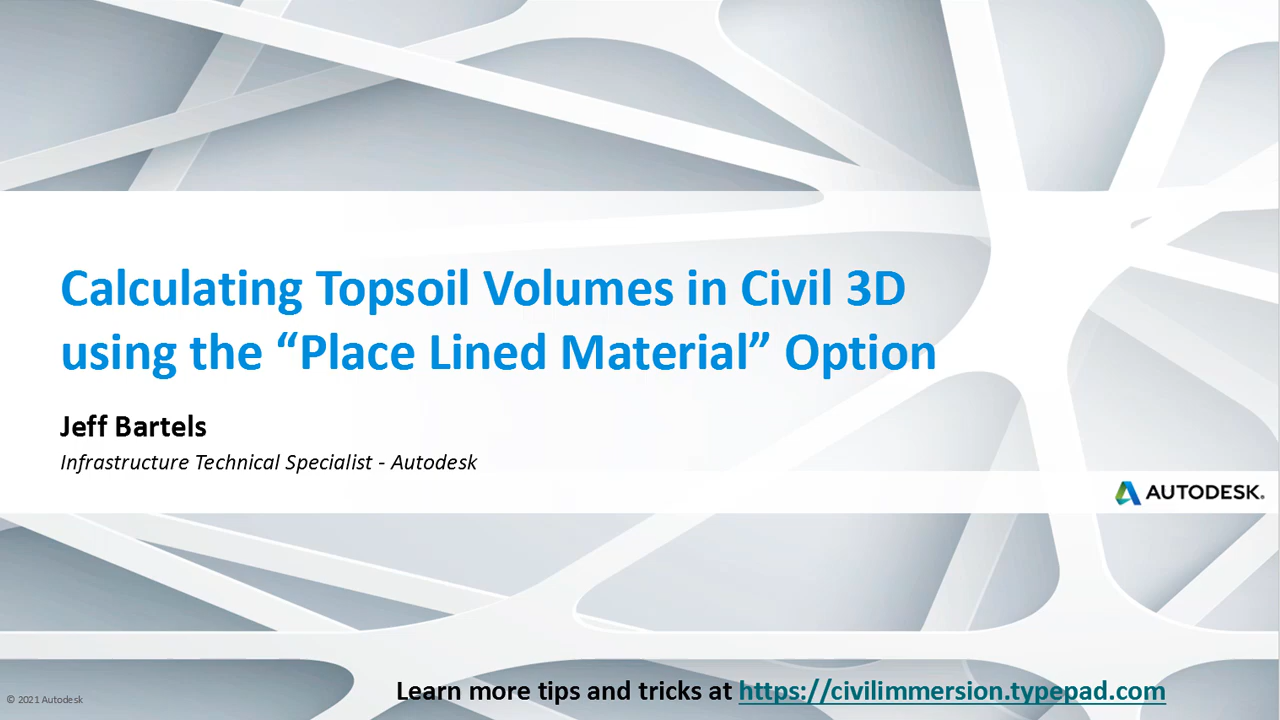 Calculating Topsoil Volumes in Civil 3D
using the “Place Lined Material” Option
Jeff Bartels
Infrastructure Technical Specialist - Autodesk
AUTODESK.
Learn more tips and tricks at https://civilimmersion.typepad.com
© 2021 Autodesk